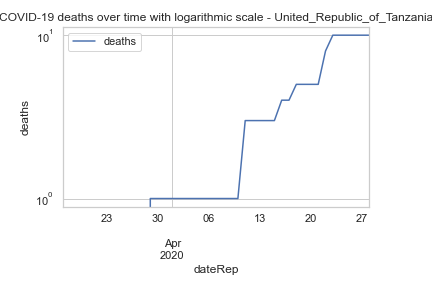 COVID-19 deaths over time with logarithmic scale - United_Republic_of_Tanzania
10¹
deaths
deaths
10⁰
23
30
06
13
20
27
Apr
2020
dateRep